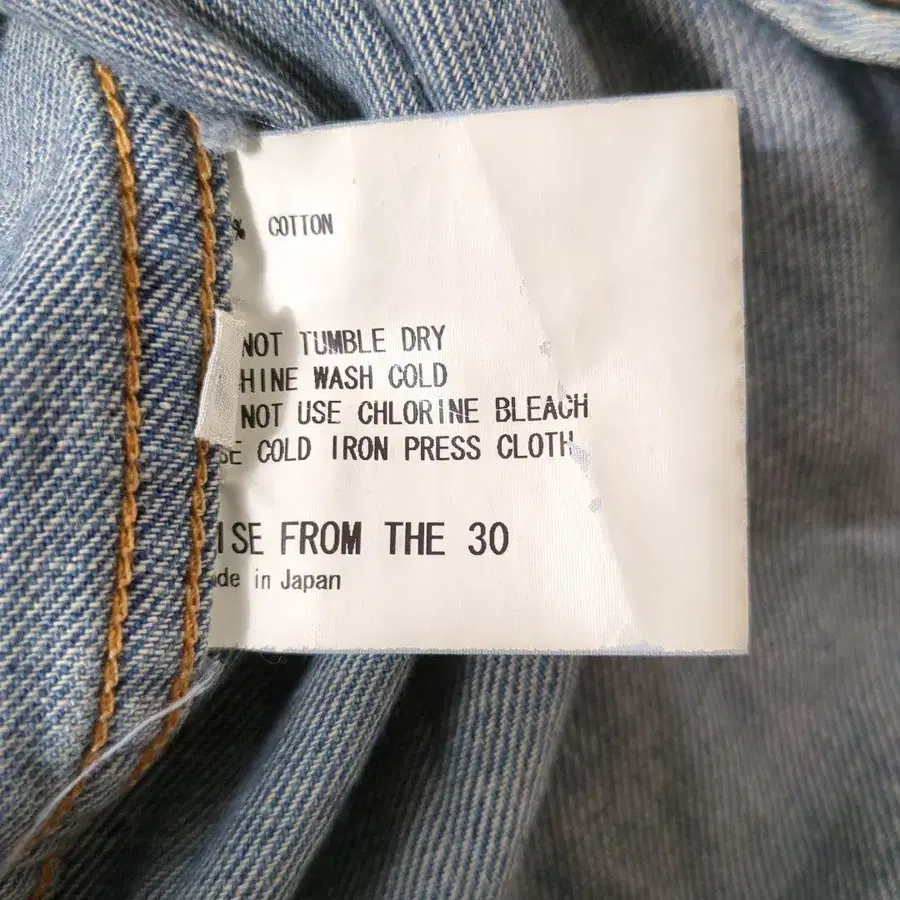 % COTTON
NOT TUMBLE DRY
HINE WASH COLD
NOT USE CHLORINE BLEACH
SE COLD IRON PRESS CLOTH
ISE FROM THE 30
de in Japan